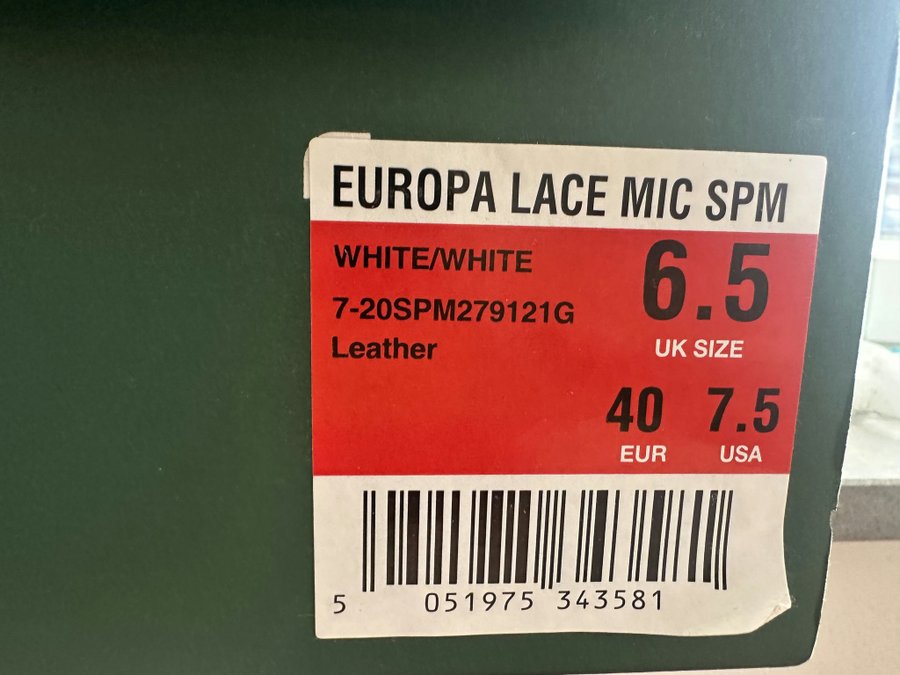 EUROPA LACE MIC SPM
WHITE/WHITE
7-20SPM279121G
Leather
6.5
UK SIZE
40 7.5
EUR USA
5 051975 343581